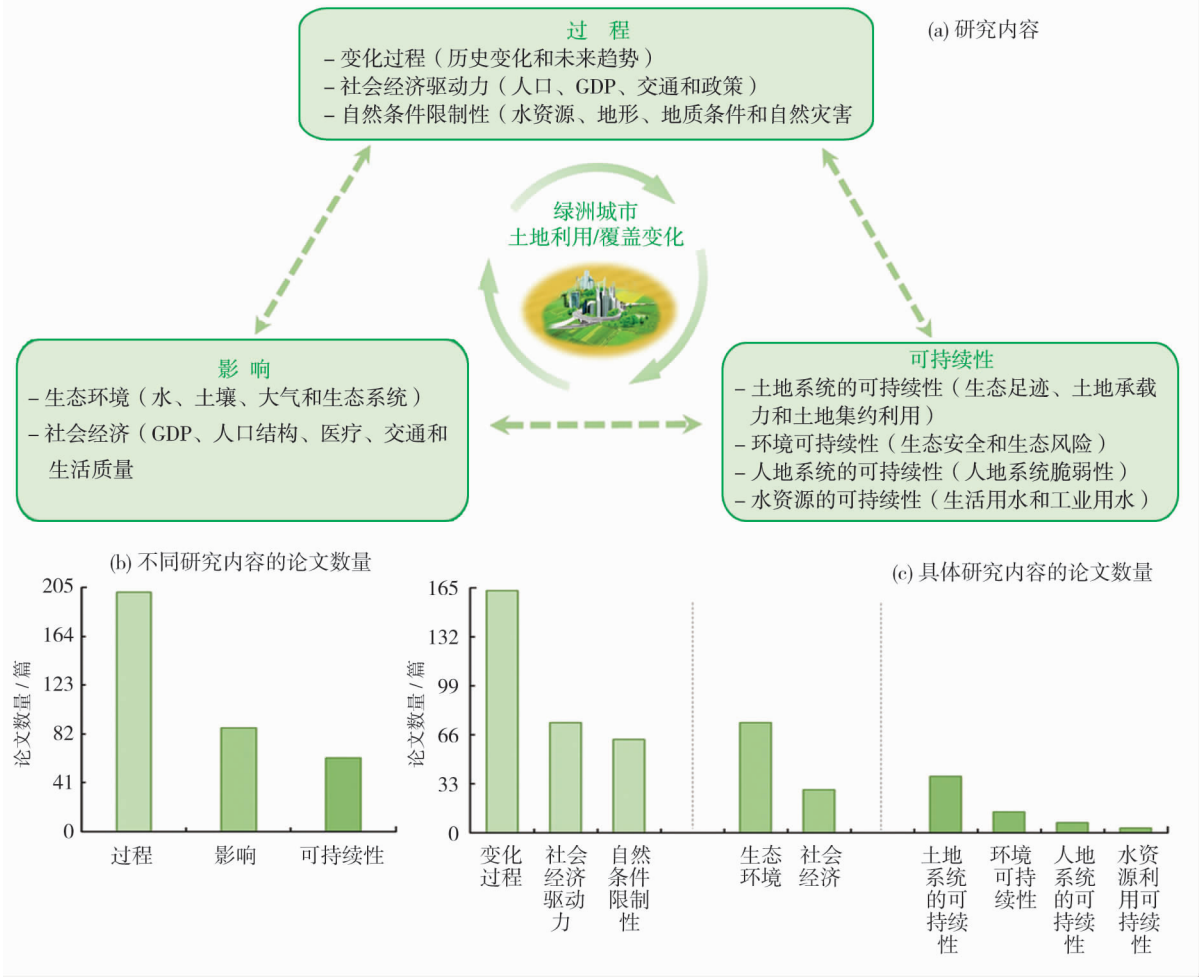 (a) 研究内容
过 程
– 变化过程（历史变化和未来趋势）
– 社会经济驱动力（人口、GDP、交通和政策）
– 自然条件限制性（水资源、地形、地质条件和自然灾害
绿洲城市
土地利用/覆盖变化
影 响
– 生态环境（水、土壤、大气和生态系统）
– 社会经济（GDP、人口结构、医疗、交通和
生活质量
可持续性
– 土地系统的可持续性（生态足迹、土地承载
力和土地集约利用）
– 环境可持续性（生态安全和生态风险）
– 人地系统的可持续性（人地系统脆弱性）
– 水资源的可持续性（生活用水和工业用水）
(b) 不同研究内容的论文数量
论文数量 / 篇
205
164
123
82
41
0
过程
影响
可持续性
(c) 具体研究内容的论文数量
论文数量 / 篇
165
132
99
66
33
0
变化
过程
社会
经济
驱动
力
自然
条件
限制
性
生态
环境
社会
经济
土地
系统
的可
持续
性
环境
可持
续性
人地
系统
的可
持续
性
水资
源利
用可
持续
性